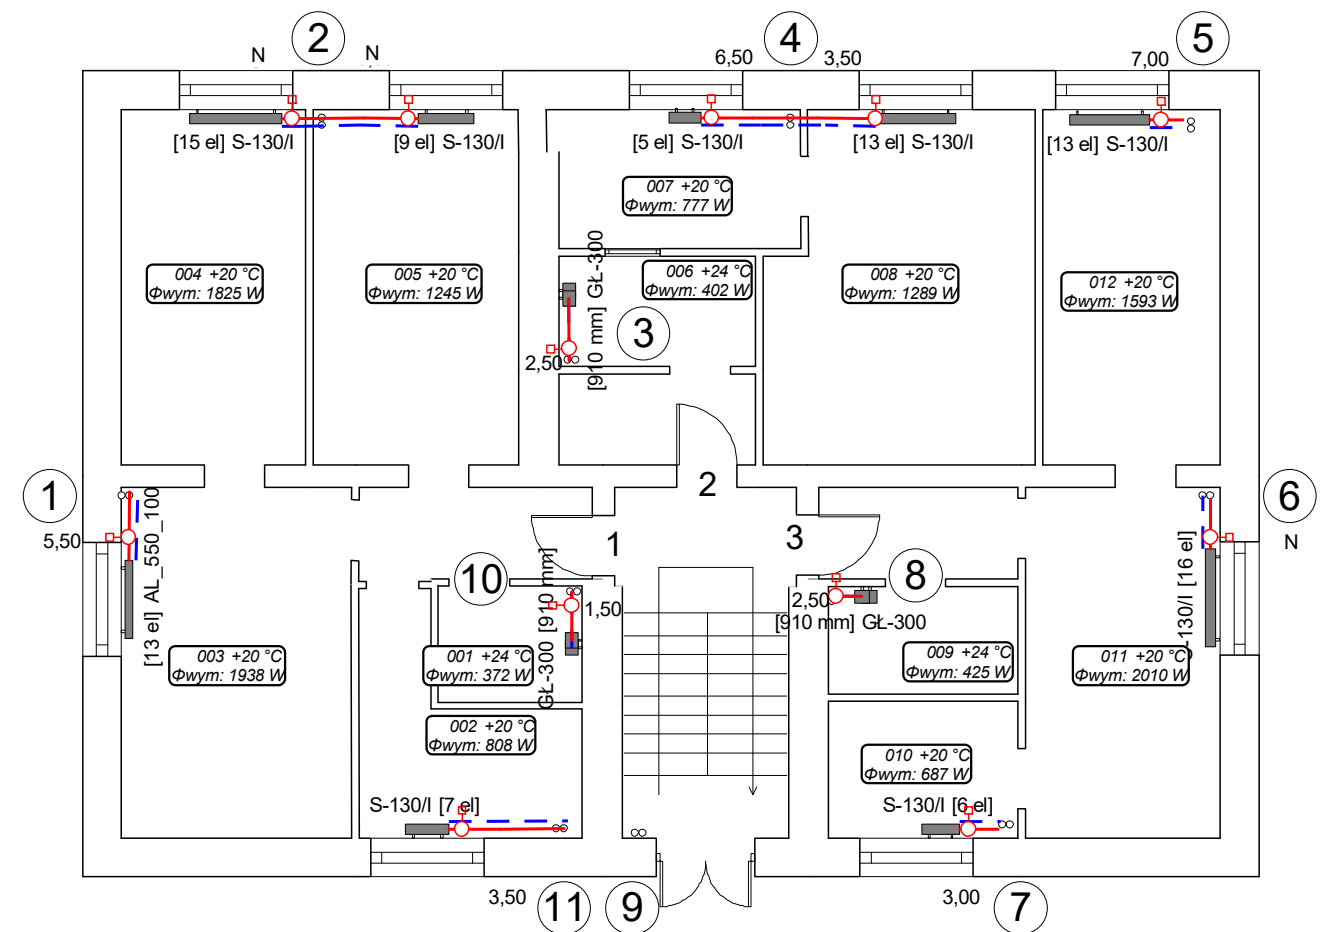 2
4
5
N
N
6,50
3,50
7,00
[15 el] S-130/I
[9 el] S-130/I
[5 el] S-130/I
[13 el] S-130/I
[13 el] S-130/I
007 +20 °C
Φwym: 777 W
004 +20 °C
Φwym: 1825 W
005 +20 °C
Φwym: 1245 W
[910 mm] GŁ-300
006 +24 °C
Φwym: 402 W
008 +20 °C
Φwym: 1289 W
012 +20 °C
Φwym: 1593 W
3
2,50
1
5,50
[13 el] AL_550_100
2
1
3
6
N
-130/I [16 el]
10
8
GŁ-300 [910 mm]
1,50
2,50
[910 mm] GŁ-300
003 +20 °C
Φwym: 1938 W
001 +24 °C
Φwym: 372 W
009 +24 °C
Φwym: 425 W
011 +20 °C
Φwym: 2010 W
002 +20 °C
Φwym: 808 W
010 +20 °C
Φwym: 687 W
S-130/I [7 el]
S-130/I [6 el]
3,50
11
9
3,00
7